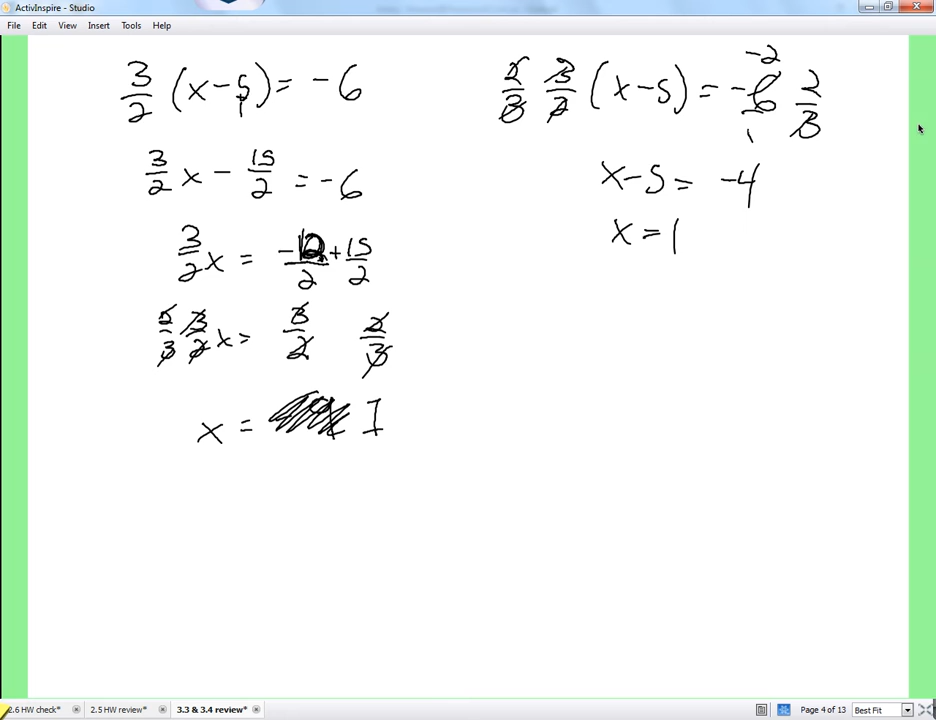 ActivInspire - Studio
File Edit View Insert Tools Help
3/2 (x-5) = -6
3/2 x - 15/2 = -6
3/2 x = -12/2 + 15/2
2/3 3/2 x = 3/2 2/3
x = 1
2/3 3/2 (x-5) = -6/1 2/3
-2
x-5 = -4
x = 1
2.6 HW check* 2.5 HW review* 3.3 & 3.4 review* Page 4 of 13 Best Fit